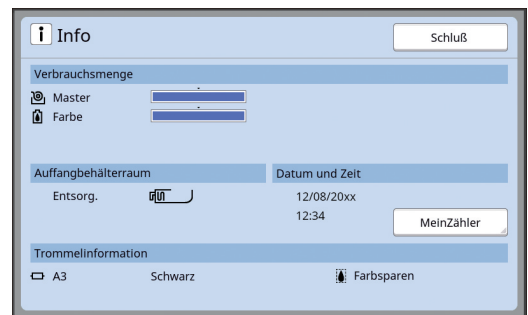 Info
Schluß
Verbrauchsmenge
Master
Farbe
Auffangbehälterraum
Datum und Zeit
Entsorg.
12/08/20xx
12:34
MeinZähler
Trommelinformation
A3 Schwarz Farbsparen